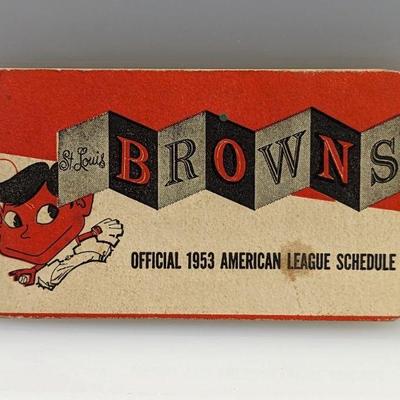 St. Louis
BROWNS
OFFICIAL 1953 AMERICAN LEAGUE SCHEDULE